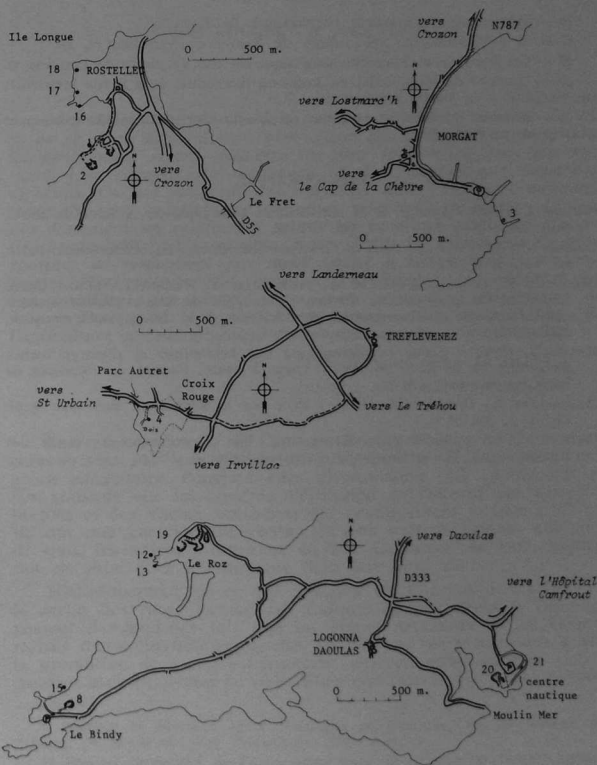 Ile Longue
0 500 m.
18
ROSTELLEC
17
16
2
N
vers
Crozon
Le Fret
D55
vers
Crozon
N787
vers Lostmarc'h
N
MORGAT
vers
le Cap de la Chèvre
3
0 500 m.
vers Landerneau
0 500 m.
TREFLEVENEZ
Parc Autret
vers
St Urbain
Croix
Rouge
N
vers Le Tréhou
Bois
vers Irvillac
19
12
13
Le Roz
N
vers Daoulas
D333
vers l'Hôpital
Camfrout
LOGONNA
DAOULAS
20
21
centre
nautique
15
8
0 500 m.
Le Bindy
Moulin Mer